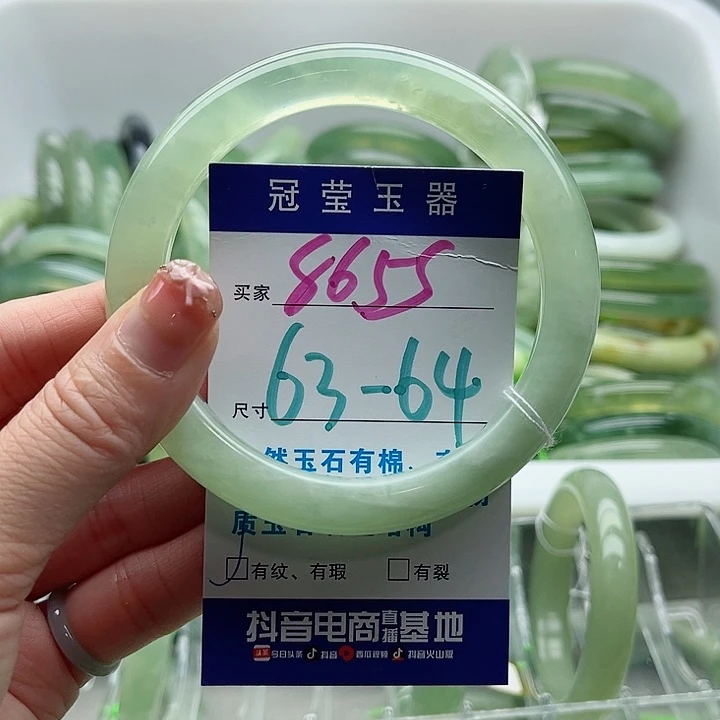 冠莹玉器
买家 8655
尺寸 63-64
然玉石有棉、
有纹、有瑕 有裂
抖音电商直播基地
今日头条 抖音 西瓜视频 抖音火山版